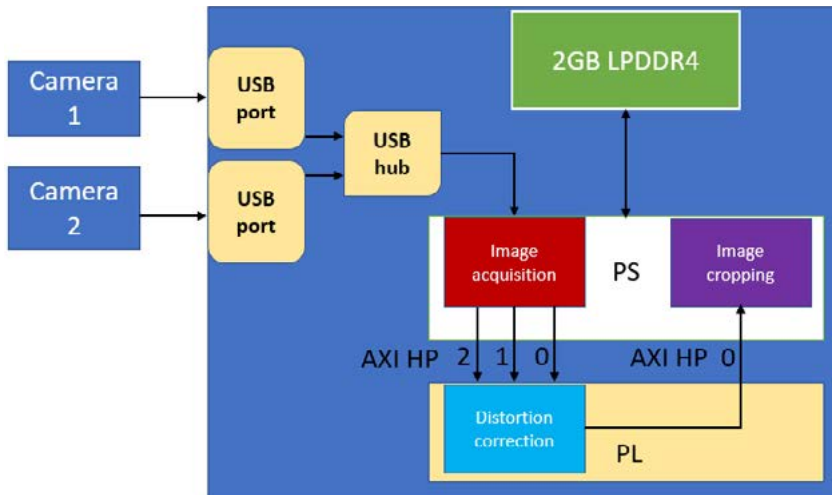 Camera
1
Camera
2
USB
port
USB
port
USB
hub
2GB LPDDR4
Image
acquisition
PS
Image
cropping
AXI HP 2 1 0
AXI HP 0
Distortion
correction
PL